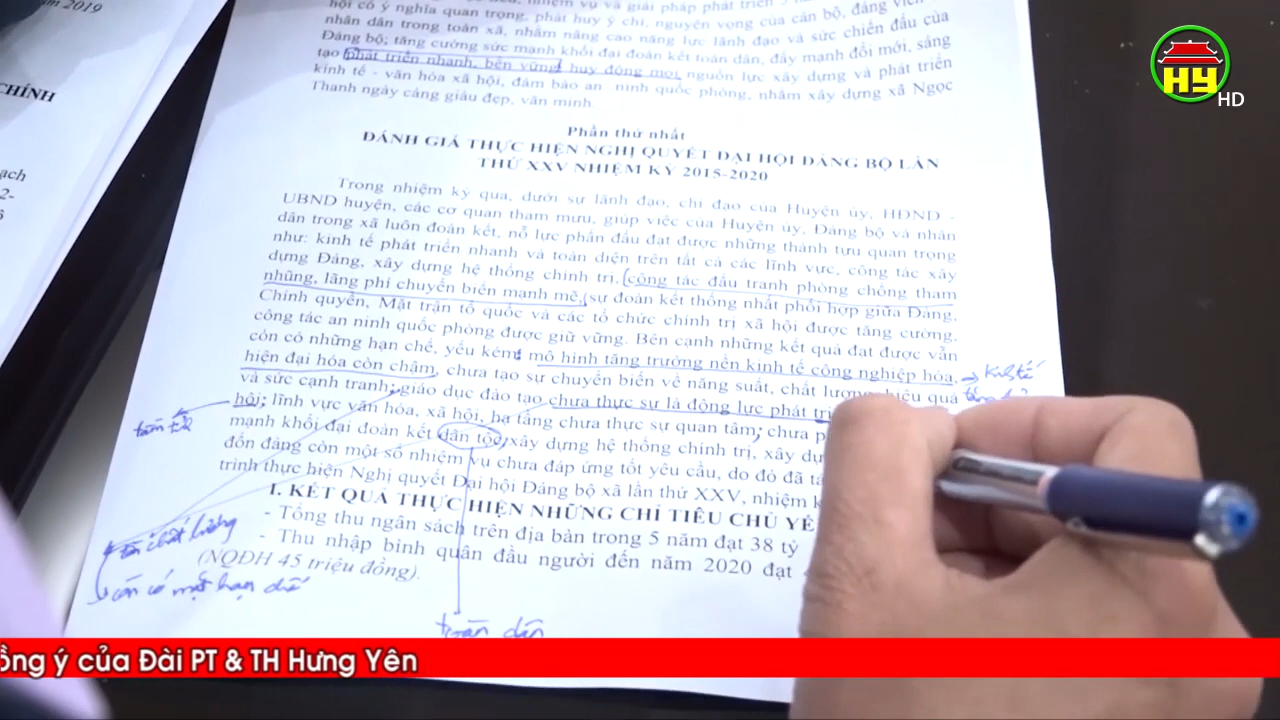 năm 2019
CHÍNH
ạch
2-
hội có ý nghĩa quan trọng, phát huy ý chí, nguyện vọng của cán bộ, đảng viên
nhân dân trong toàn xã, nhằm nâng cao năng lực lãnh đạo và sức chiến đấu của
Đảng bộ; tăng cường sức mạnh khối đại đoàn kết toàn dân, đẩy mạnh đổi mới, sáng
tạo phát triển nhanh, bền vững, huy động mọi nguồn lực xây dựng và phát triển
kinh tế - văn hóa xã hội, đảm bảo an ninh quốc phòng, nhằm xây dựng xã Ngọc
Thanh ngày càng giàu đẹp, văn minh.
Phần thứ nhất
ĐÁNH GIÁ THỰC HIỆN NGHỊ QUYẾT ĐẠI HỘI ĐẢNG BỘ LẦN
THỨ XXV NHIỆM KỲ 2015-2020
Trong nhiệm kỳ qua, dưới sự lãnh đạo, chỉ đạo của Huyện ủy, HĐND -
UBND huyện, các cơ quan tham mưu, giúp việc của Huyện ủy, Đảng bộ và nhân
dân trong xã luôn đoàn kết, nỗ lực phấn đấu đạt được những thành tựu quan trọng
như: kinh tế phát triển nhanh và toàn diện trên tất cả các lĩnh vực, công tác xây
dựng Đảng, xây dựng hệ thống chính trị, công tác đấu tranh phòng chống tham
nhũng, lãng phí chuyển biến mạnh mẽ, sự đoàn kết thống nhất phối hợp giữa Đảng,
Chính quyền, Mặt trận tổ quốc và các tổ chức chính trị xã hội được tăng cường,
công tác an ninh quốc phòng được giữ vững. Bên cạnh những kết quả đạt được vẫn
còn có những hạn chế, yếu kém: mô hình tăng trưởng nền kinh tế công nghiệp hóa,
hiện đại hóa còn chậm, chưa tạo sự chuyển biến về năng suất, chất lượng, hiệu quả
và sức cạnh tranh; giáo dục đào tạo chưa thực sự là động lực phát tri
hội; lĩnh vực văn hóa, xã hội, hạ tầng chưa thực sự quan tâm; chưa p
mạnh khối đại đoàn kết dân tộc, xây dựng hệ thống chính trị, xây dự
đốn đảng còn một số nhiệm vụ chưa đáp ứng tốt yêu cầu, do đó đã tá
trình thực hiện Nghị quyết Đại hội Đảng bộ xã lần thứ XXV, nhiệm k
I. KẾT QUẢ THỰC HIỆN NHỮNG CHỈ TIÊU CHỦ YẾ
- Tổng thu ngân sách trên địa bàn trong 5 năm đạt 38 tỷ
- Thu nhập bình quân đầu người đến năm 2020 đạt
(NQĐH 45 triệu đồng).
kinh tế
chất lượng
còn có mặt hạn chế
toàn dân
HY
HD
ồng ý của Đài PT & TH Hưng Yên